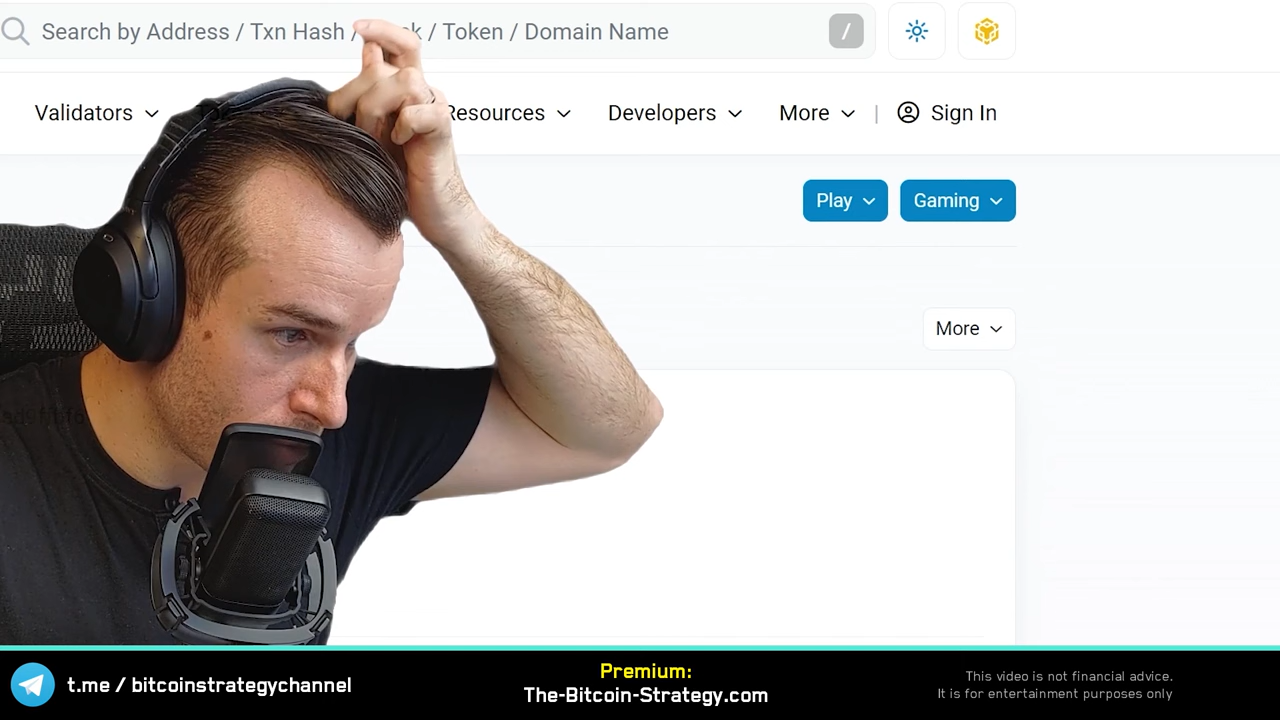 Search by Address / Txn Hash / / Token / Domain Name
/
Validators Resources Developers More | Sign In
Play Gaming
More
t.me / bitcoinstrategychannel
Premium:
The-Bitcoin-Strategy.com
This video is not financial advice.
It is for entertainment purposes only